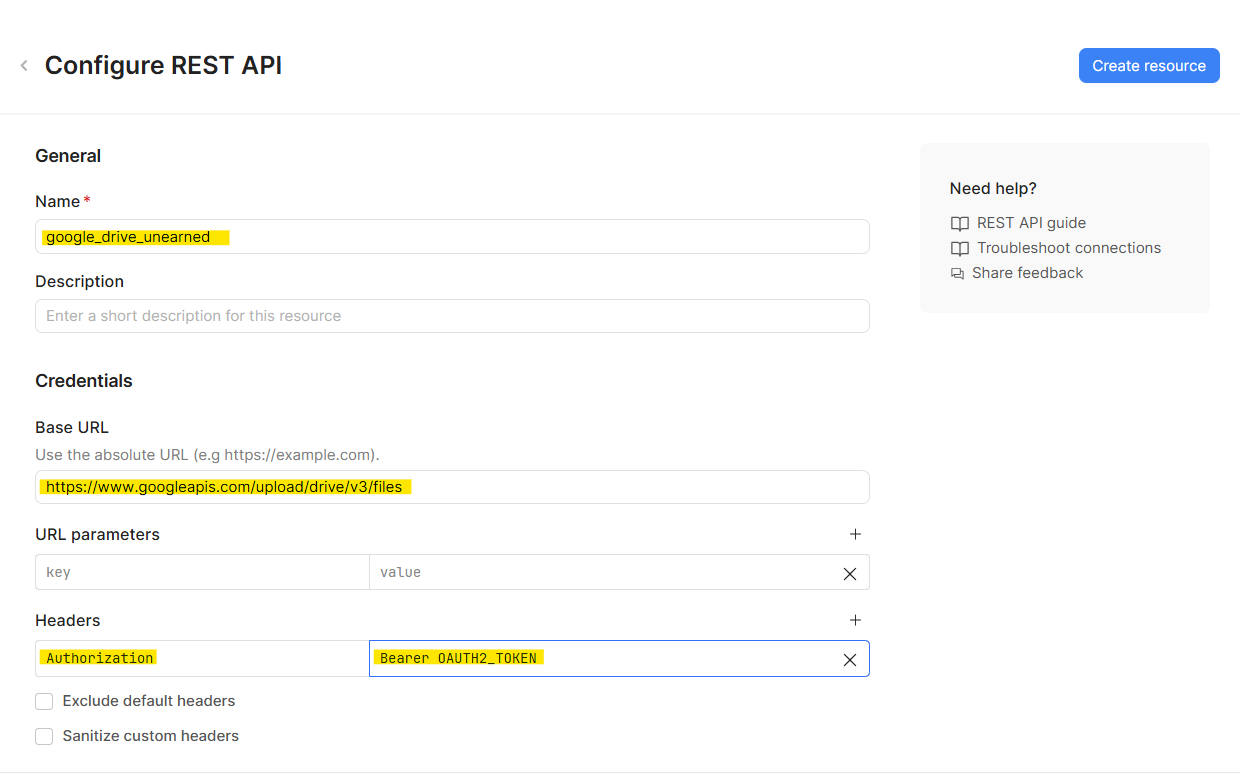 Configure REST API
Create resource
General
Name*
google_drive_unearned
Description
Enter a short description for this resource
Credentials
Base URL
Use the absolute URL (e.g https://example.com).
https://www.googleapis.com/upload/drive/v3/files
URL parameters
key value
Headers
Authorization Bearer OAUTH2_TOKEN
Exclude default headers
Sanitize custom headers
Need help?
REST API guide
Troubleshoot connections
Share feedback